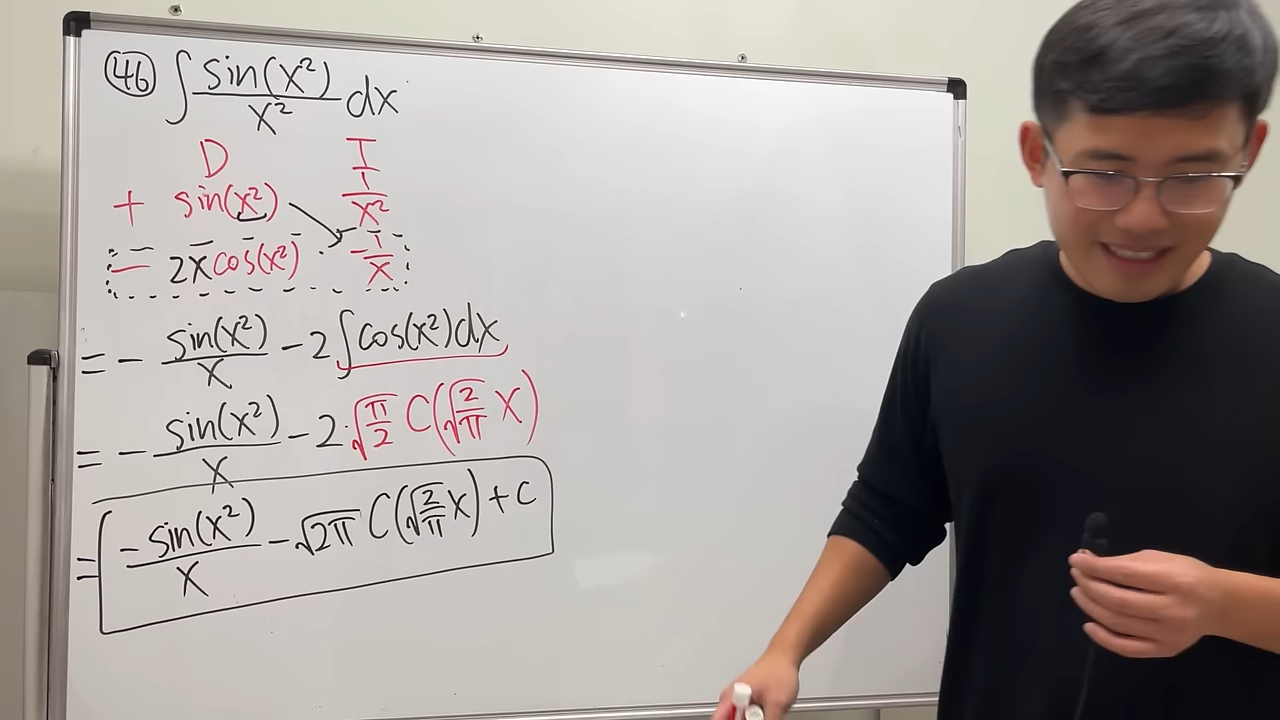 ㊻ ∫ sin(x²)/x² dx
D I
+ sin(x²) 1/x²
− 2x cos(x²) · −1/x
= − sin(x²)/x − 2 ∫ cos(x²) dx
= − sin(x²)/x − 2 · √(π/2) C(√(2/π) x)
= −sin(x²)/x − √(2π) C(√(2/π) x) + C